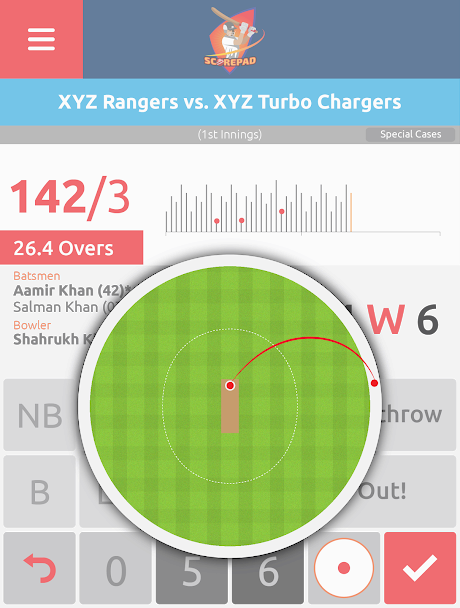 SCOREPAD
XYZ Rangers vs. XYZ Turbo Chargers
(1st Innings)
Special Cases
142/3
26.4 Overs
Batsmen
Aamir Khan (42)*
Salman Khan (0
Bowler
Shahrukh K
W 6
NB
throw
B
Out!
0
5
6